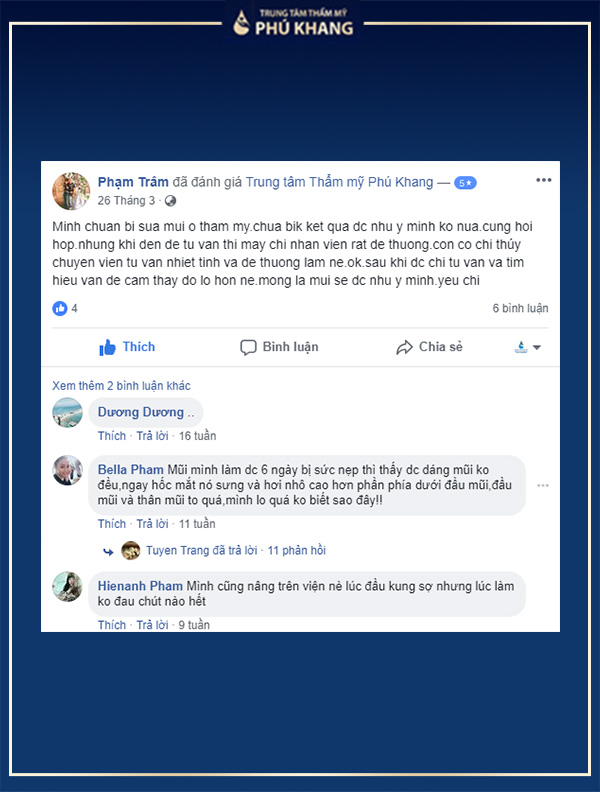 TRUNG TÂM THẨM MỸ
PHÚ KHANG
Phạm Trâm đã đánh giá Trung tâm Thẩm mỹ Phú Khang — 5★
26 Tháng 3 ·
Minh chuan bi sua mui o tham my.chua bik ket qua dc nhu y minh ko nua.cung hoi
hop.nhung khi den de tu van thi may chi nhan vien rat de thuong.con co chi thúy
chuyen vien tu van nhiet tinh va de thuong lam ne.ok.sau khi dc chi tu van va tim
hieu van de cam thay do lo hon ne.mong la mui se dc nhu y minh.yeu chi
4
6 bình luận
Thích
Bình luận
Chia sẻ
Xem thêm 2 bình luận khác
Dương Dương ..
Thích · Trả lời · 16 tuần
Bella Pham Mũi mình làm dc 6 ngày bị sức nẹp thì thấy dc dáng mũi ko
đều,ngay hốc mắt nó sưng và hơi nhô cao hơn phần phía dưới đầu mũi,đầu
mũi và thân mũi to quá,mình lo quá ko biết sao đây!!
Thích · Trả lời · 11 tuần
Tuyen Trang đã trả lời · 11 phản hồi
Hienanh Pham Mình cũng nâng trên viện nè lúc đầu kung sợ nhưng lúc làm
ko đau chút nào hết
Thích · Trả lời · 9 tuần